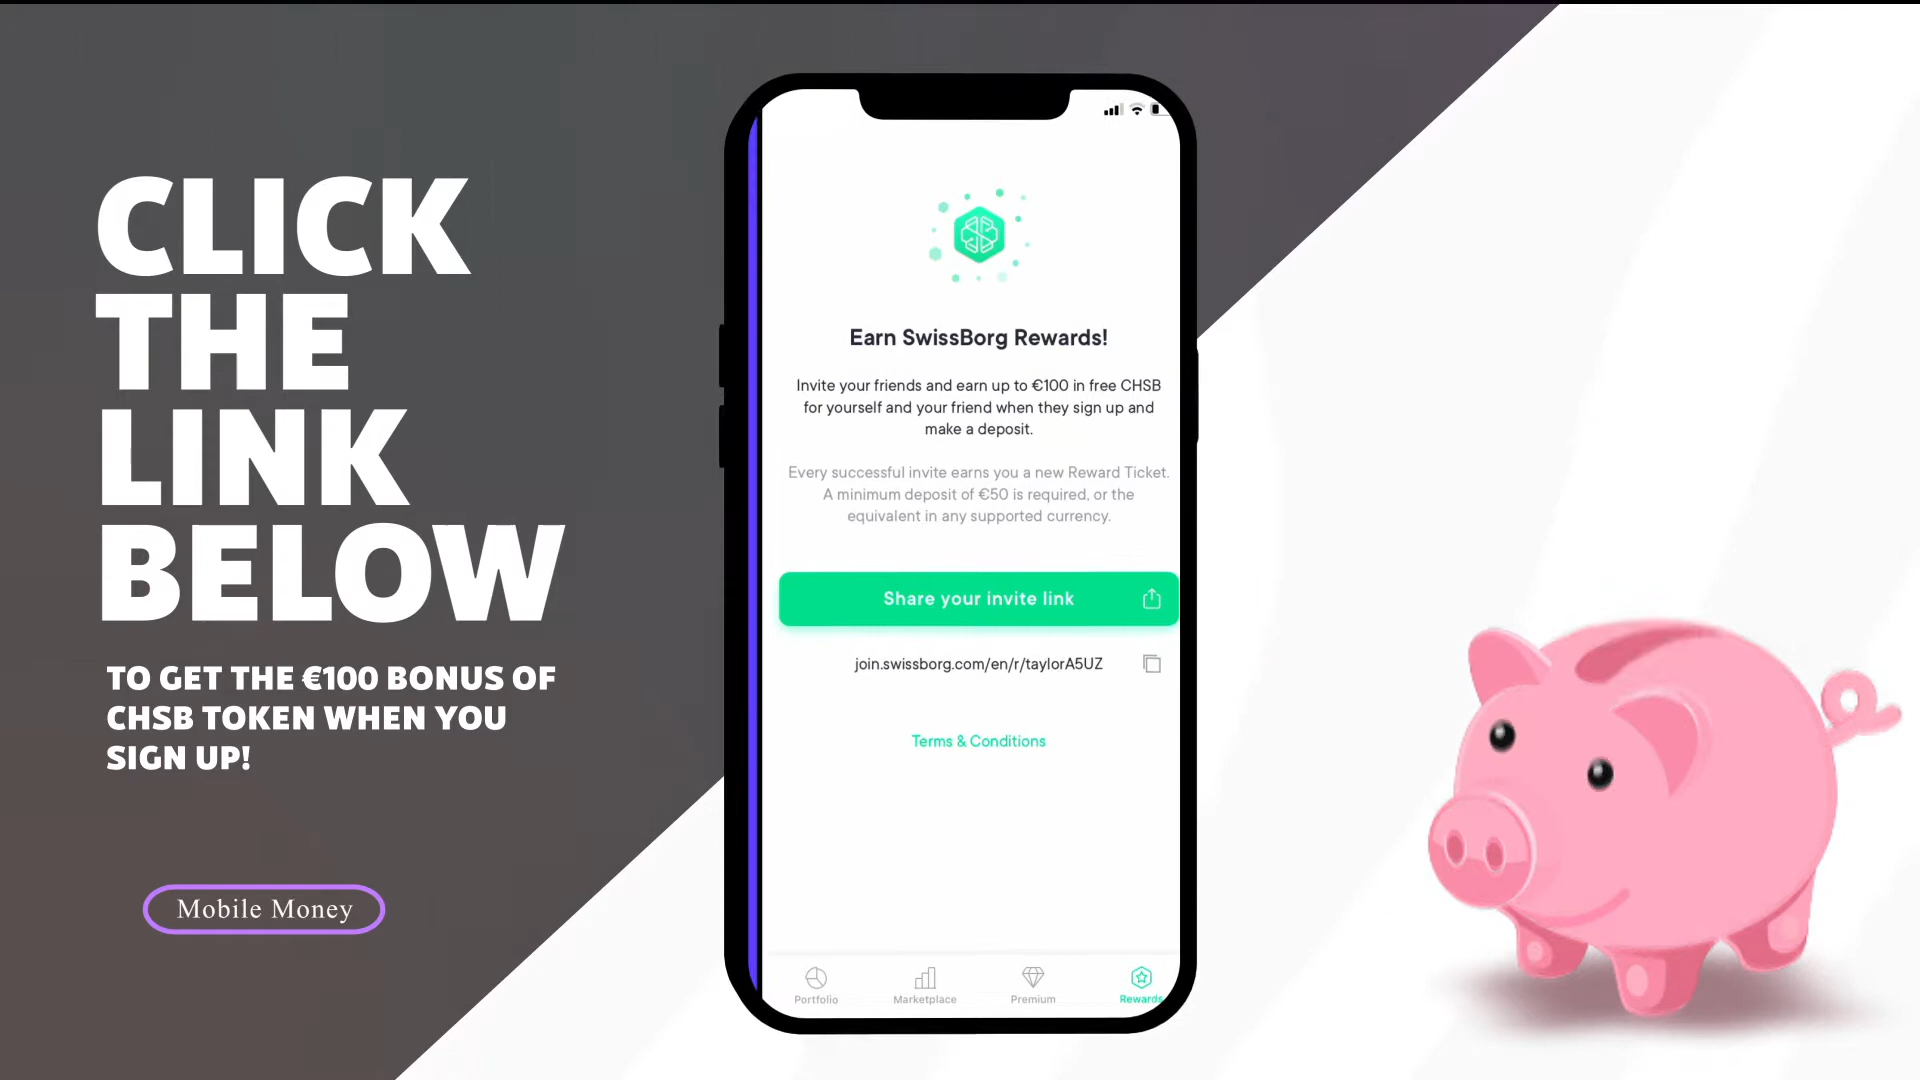 CLICK
THE
LINK
BELOW
TO GET THE €100 BONUS OF
CHSB TOKEN WHEN YOU
SIGN UP!
Mobile Money
Earn SwissBorg Rewards!
Invite your friends and earn up to €100 in free CHSB
for yourself and your friend when they sign up and
make a deposit.
Every successful invite earns you a new Reward Ticket.
A minimum deposit of €50 is required, or the
equivalent in any supported currency.
Share your invite link
join.swissborg.com/en/r/taylorA5UZ
Terms & Conditions
Portfolio
Marketplace
Premium
Rewards